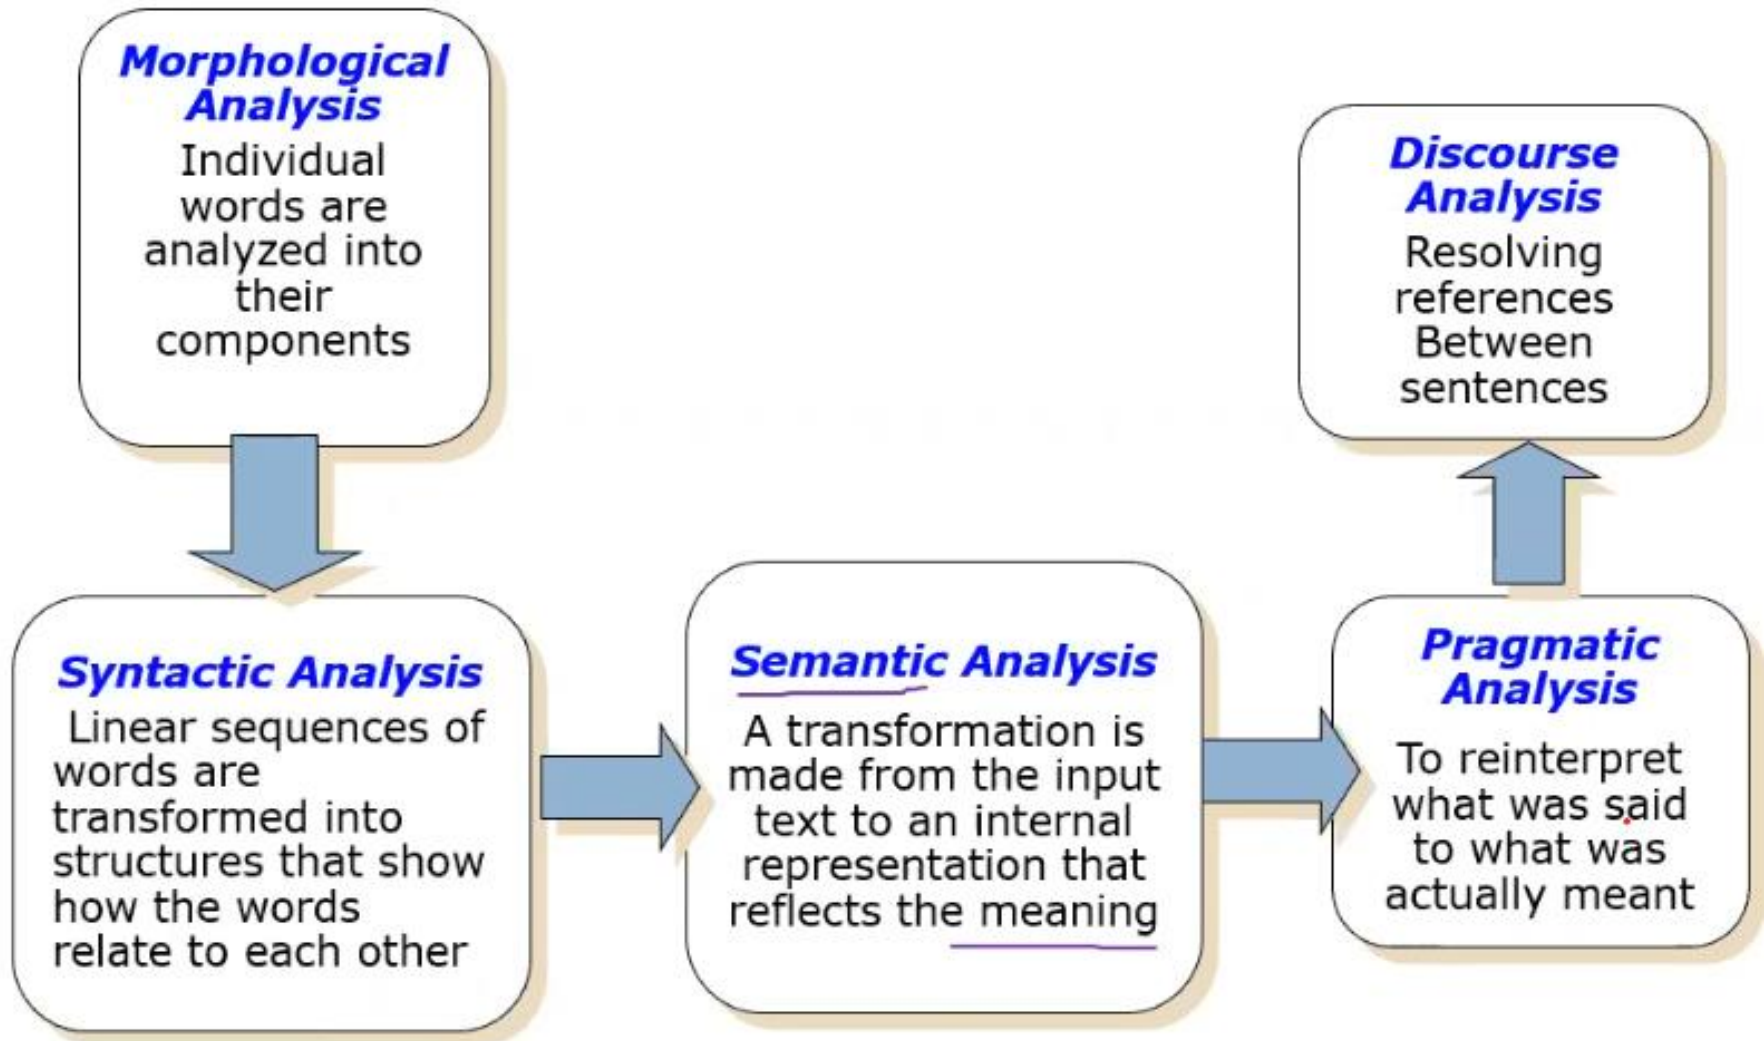 Morphological
Analysis
Individual
words are
analyzed into
their
components
Syntactic Analysis
Linear sequences of
words are
transformed into
structures that show
how the words
relate to each other
Semantic Analysis
A transformation is
made from the input
text to an internal
representation that
reflects the meaning
Pragmatic
Analysis
To reinterpret
what was said
to what was
actually meant
Discourse
Analysis
Resolving
references
Between
sentences